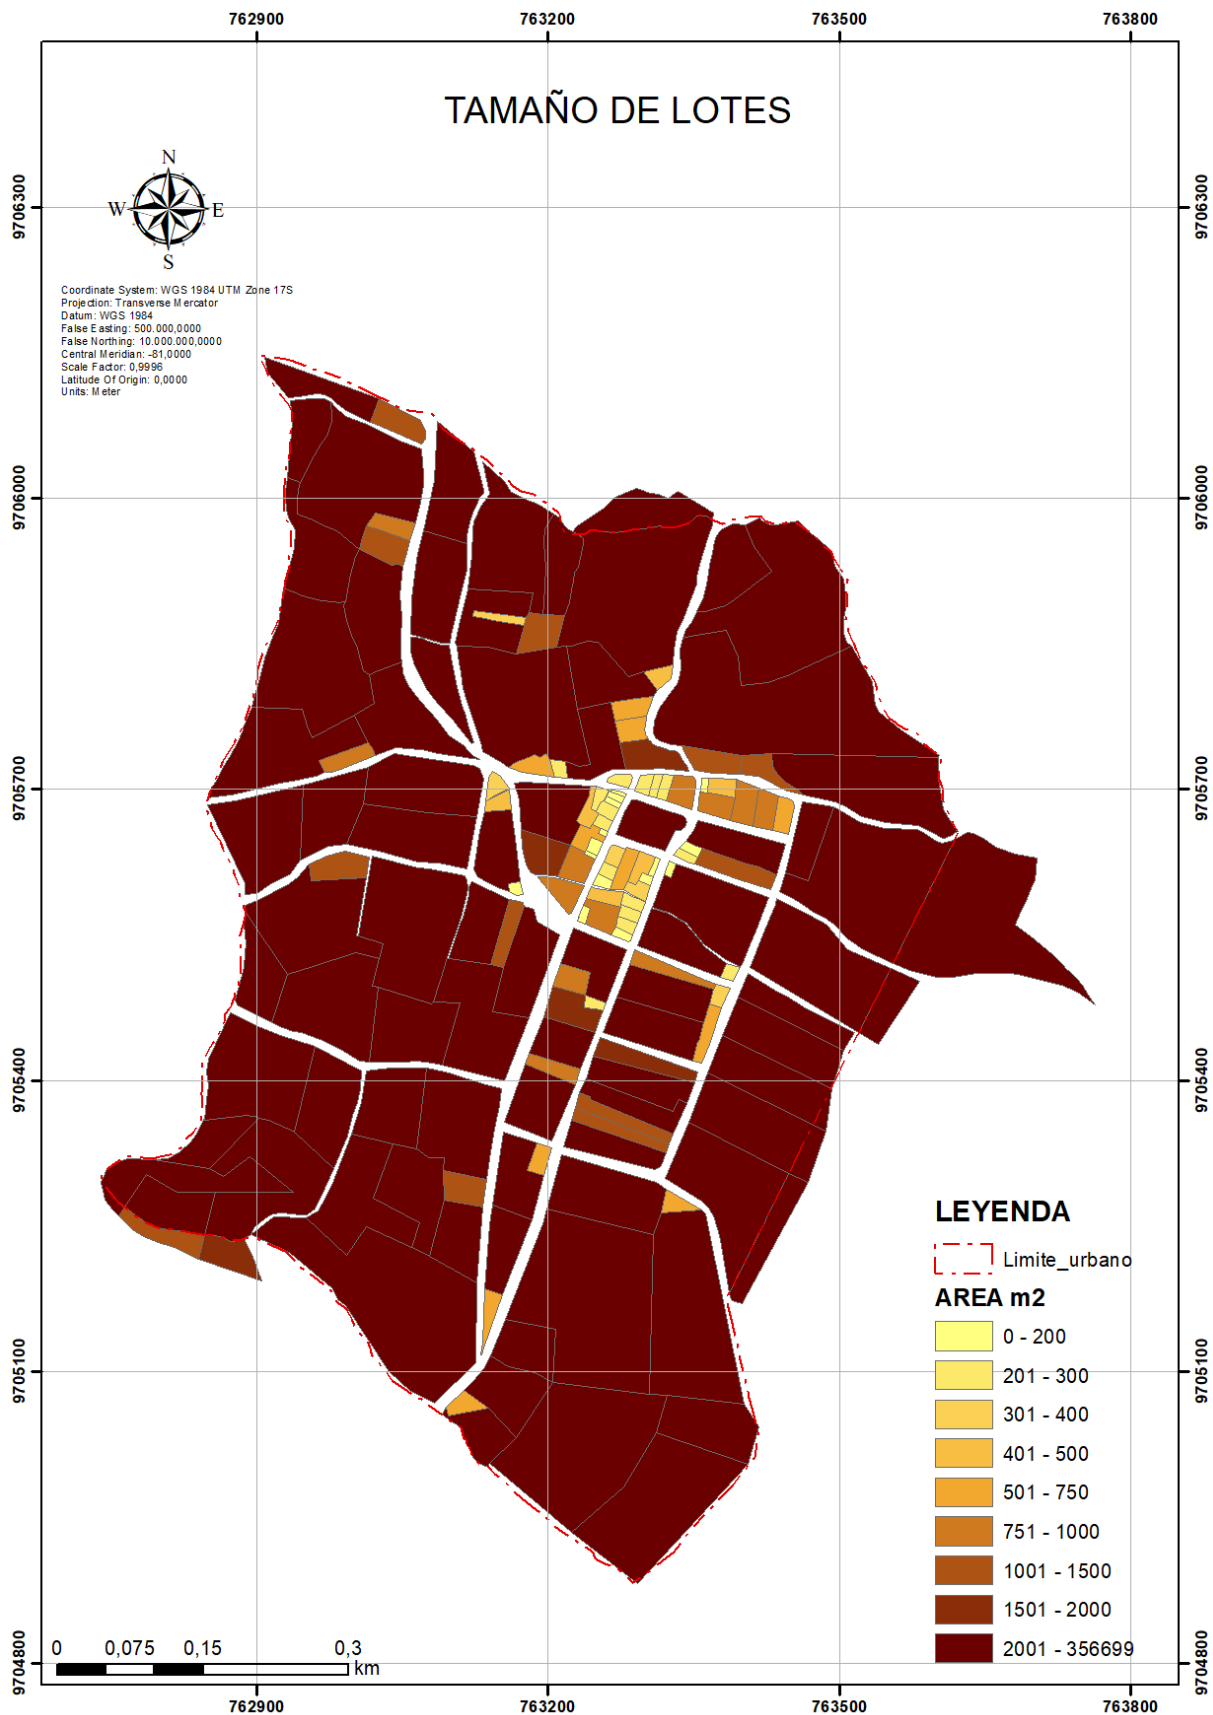 762900 763200 763500 763800
TAMAÑO DE LOTES
N
W E
S
9706300 9706300
Coordinate System: WGS 1984 UTM Zone 17S
Projection: Transverse Mercator
Datum: WGS 1984
False Easting: 500.000,0000
False Northing: 10.000.000,0000
Central Meridian: -81,0000
Scale Factor: 0,9996
Latitude Of Origin: 0,0000
Units: Meter
9706000 9706000
9705700 9705700
9705400 9705400
LEYENDA
Limite_urbano
AREA m2
0 - 200
201 - 300
301 - 400
401 - 500
501 - 750
751 - 1000
1001 - 1500
1501 - 2000
2001 - 356699
9705100 9705100
0 0,075 0,15 0,3
km
9704800 9704800
762900 763200 763500 763800